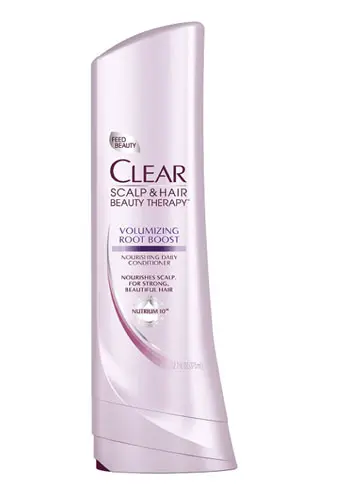 FEED
BEAUTY
CLEAR
SCALP & HAIR
BEAUTY THERAPY™
VOLUMIZING
ROOT BOOST
NOURISHING DAILY
CONDITIONER
NOURISHES SCALP
FOR STRONG,
BEAUTIFUL HAIR
NUTRIUM 10™